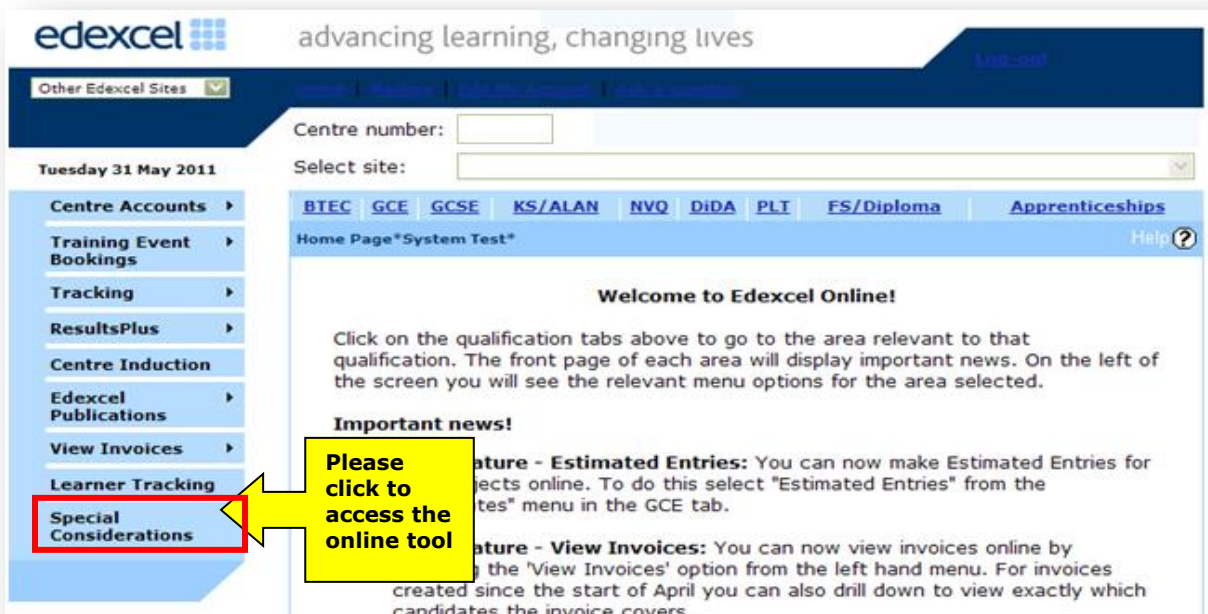 edexcel
advancing learning, changing lives
Log-out
Other Edexcel Sites
Centre number:
Tuesday 31 May 2011
Select site:
BTEC GCE GCSE KS/ALAN NVQ DiDA PLT FS/Diploma Apprenticeships
Home Page*System Test*
Help ?
Centre Accounts
Training Event
Bookings
Tracking
ResultsPlus
Centre Induction
Edexcel
Publications
View Invoices
Learner Tracking
Special
Considerations
Please
click to
access the
online tool
Welcome to Edexcel Online!
Click on the qualification tabs above to go to the area relevant to that
qualification. The front page of each area will display important news. On the left of
the screen you will see the relevant menu options for the area selected.
Important news!
ature - Estimated Entries: You can now make Estimated Entries for
jects online. To do this select "Estimated Entries" from the
tes" menu in the GCE tab.
ature - View Invoices: You can now view invoices online by
the 'View Invoices' option from the left hand menu. For invoices
created since the start of April you can also drill down to view exactly which
candidates the invoice covers